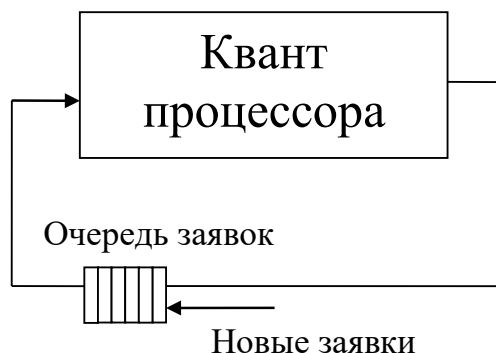 Квант
процессора
Очередь заявок
Новые заявки